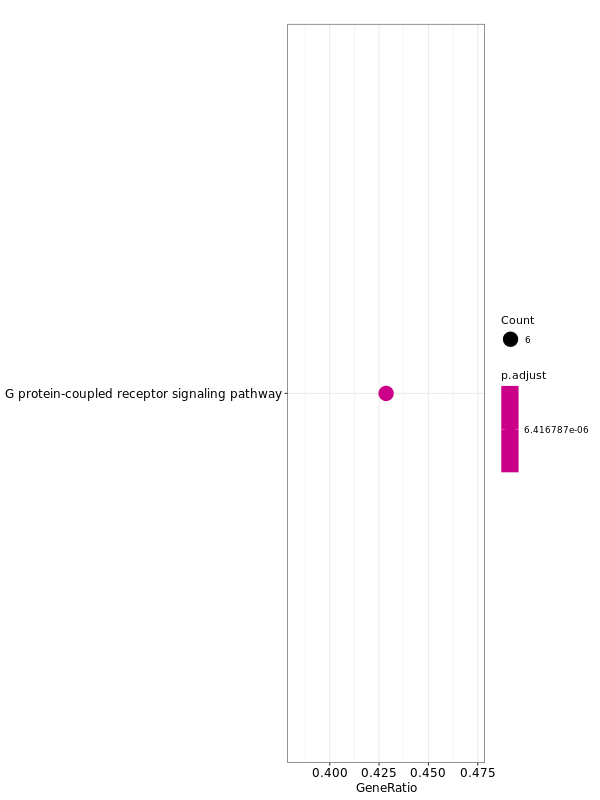 Count
6
p.adjust
G protein-coupled receptor signaling pathway
6.416787e-06
0.400 0.425 0.450 0.475
GeneRatio